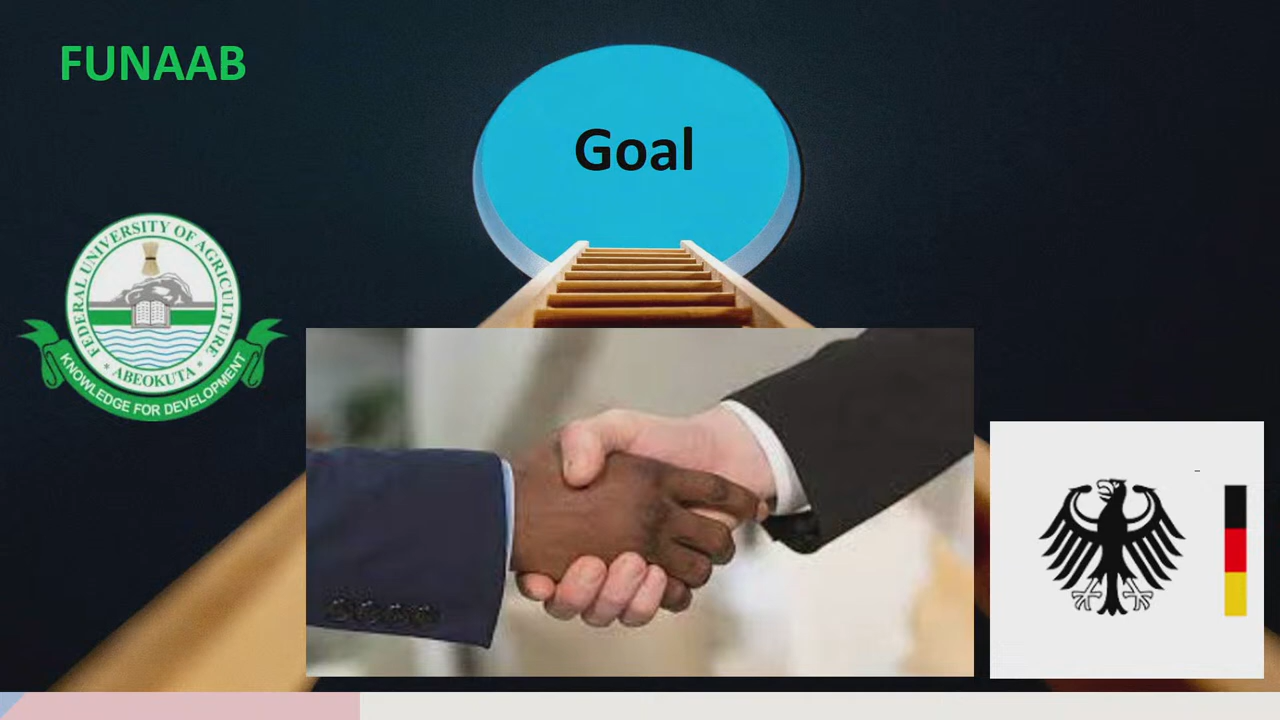 FUNAAB
Goal
FEDERAL UNIVERSITY OF AGRICULTURE
* ABEOKUTA *
KNOWLEDGE FOR DEVELOPMENT